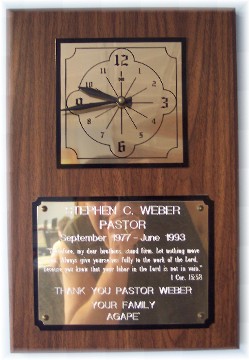 12
3
6
STEPHEN C. WEBER
PASTOR
September 1977 - June 1993
"Therefore, my dear brothers, stand firm. Let nothing move
you. Always give yourselves fully to the work of the Lord,
because you know that your labor in the Lord is not in vain."
I Cor. 15:58
THANK YOU PASTOR WEBER
YOUR FAMILY
AGAPE'